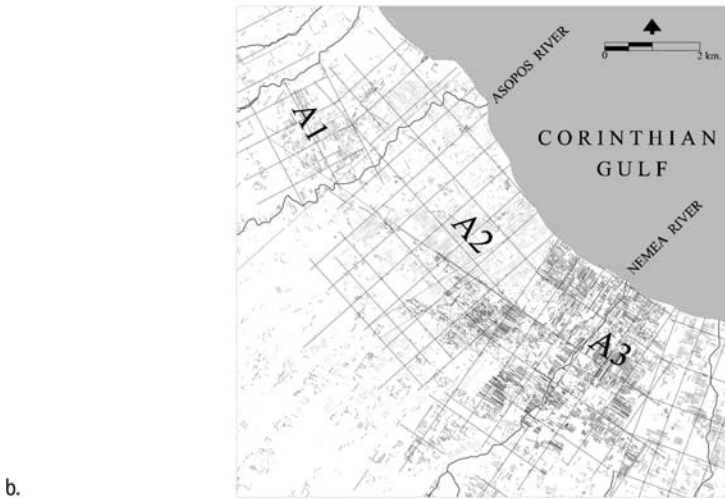 0 2 km.
ASOPOS RIVER
CORINTHIAN
GULF
NEMEA RIVER
A1
A2
A3
b.